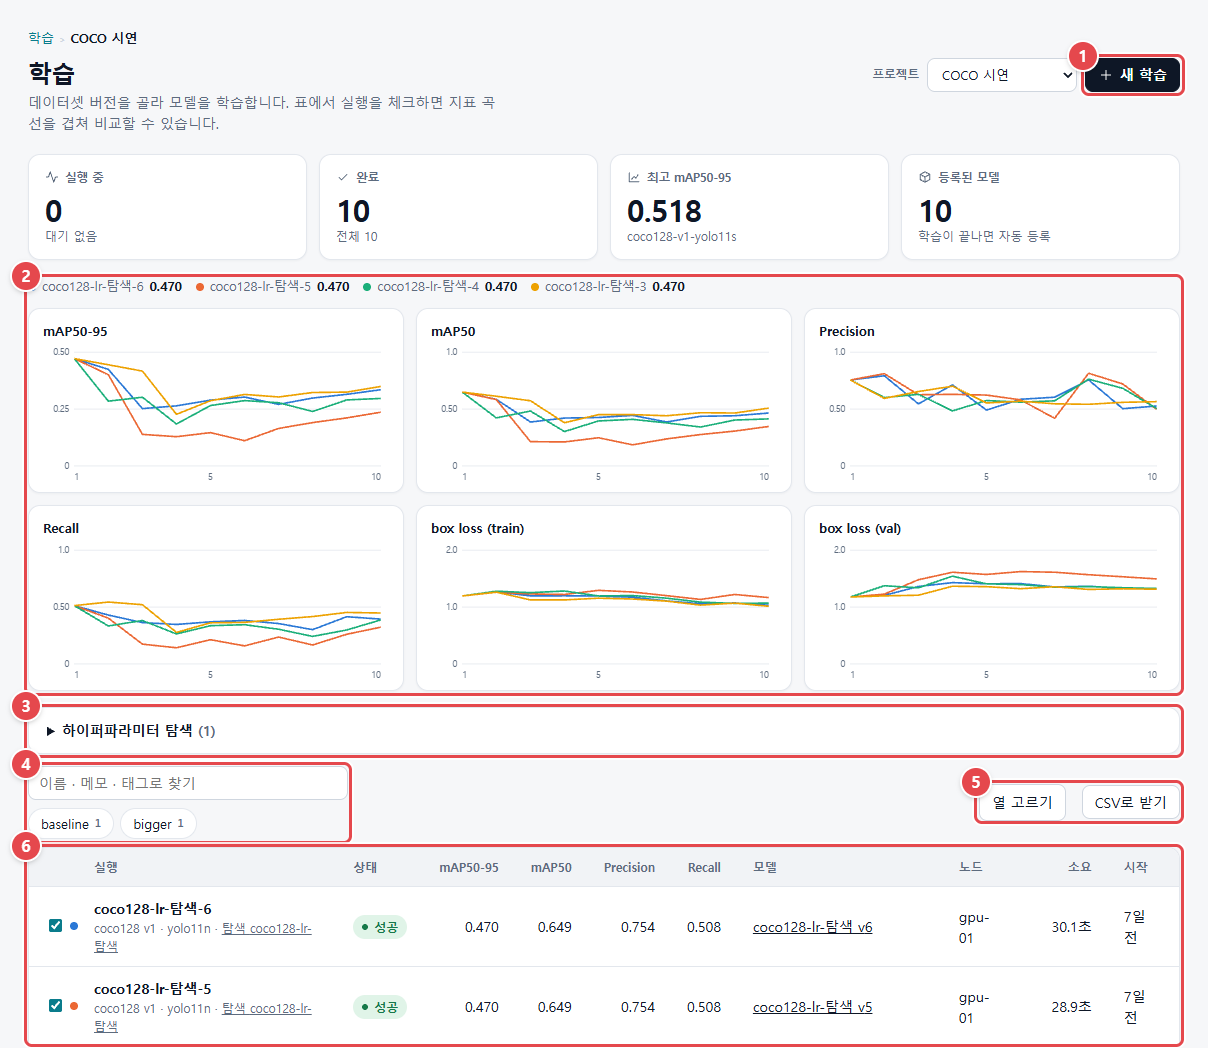 학습 › COCO 시연
학습
데이터셋 버전을 골라 모델을 학습합니다. 표에서 실행을 체크하면 지표 곡
선을 겹쳐 비교할 수 있습니다.
프로젝트 COCO 시연
1
+ 새 학습
실행 중
0
대기 없음
완료
10
전체 10
최고 mAP50-95
0.518
coco128-v1-yolo11s
등록된 모델
10
학습이 끝나면 자동 등록
2
coco128-lr-탐색-6 0.470 coco128-lr-탐색-5 0.470 coco128-lr-탐색-4 0.470 coco128-lr-탐색-3 0.470
mAP50-95
0.50
0.25
0
1 5 10
mAP50
1.0
0.50
0
1 5 10
Precision
1.0
0.50
0
1 5 10
Recall
1.0
0.50
0
1 5 10
box loss (train)
2.0
1.0
0
1 5 10
box loss (val)
2.0
1.0
0
1 5 10
3
▶ 하이퍼파라미터 탐색 (1)
4
이름 · 메모 · 태그로 찾기
baseline 1 bigger 1
5
열 고르기 CSV로 받기
6
실행 상태 mAP50-95 mAP50 Precision Recall 모델 노드 소요 시작
coco128-lr-탐색-6
coco128 v1 · yolo11n · 탐색 coco128-lr-
탐색
성공 0.470 0.649 0.754 0.508 coco128-lr-탐색 v6
gpu-
01
30.1초
7일
전
coco128-lr-탐색-5
coco128 v1 · yolo11n · 탐색 coco128-lr-
탐색
성공 0.470 0.649 0.754 0.508 coco128-lr-탐색 v5
gpu-
01
28.9초
7일
전